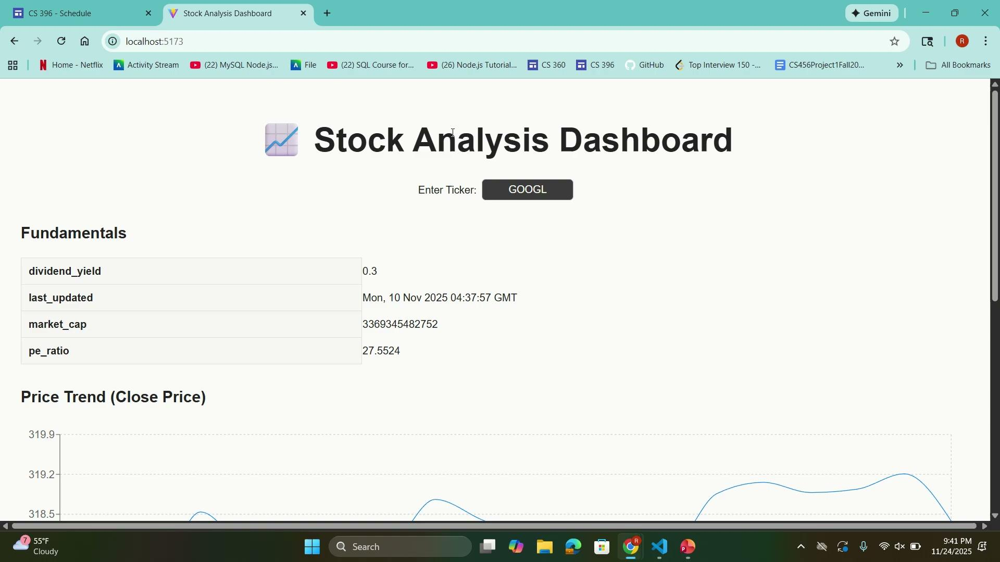 CS 396 - Schedule
Stock Analysis Dashboard
Gemini
localhost:5173
R
Home - Netflix
Activity Stream
(22) MySQL Node.js...
File
(22) SQL Course for...
(26) Node.js Tutorial...
CS 360
CS 396
GitHub
Top Interview 150 -...
CS456Project1Fall20...
All Bookmarks
Stock Analysis Dashboard
Enter Ticker:
GOOGL
Fundamentals
dividend_yield 0.3
last_updated Mon, 10 Nov 2025 04:37:57 GMT
market_cap 3369345482752
pe_ratio 27.5524
Price Trend (Close Price)
319.9
319.2
318.5
7
55°F
Cloudy
Search
R
P
9:41 PM
11/24/2025